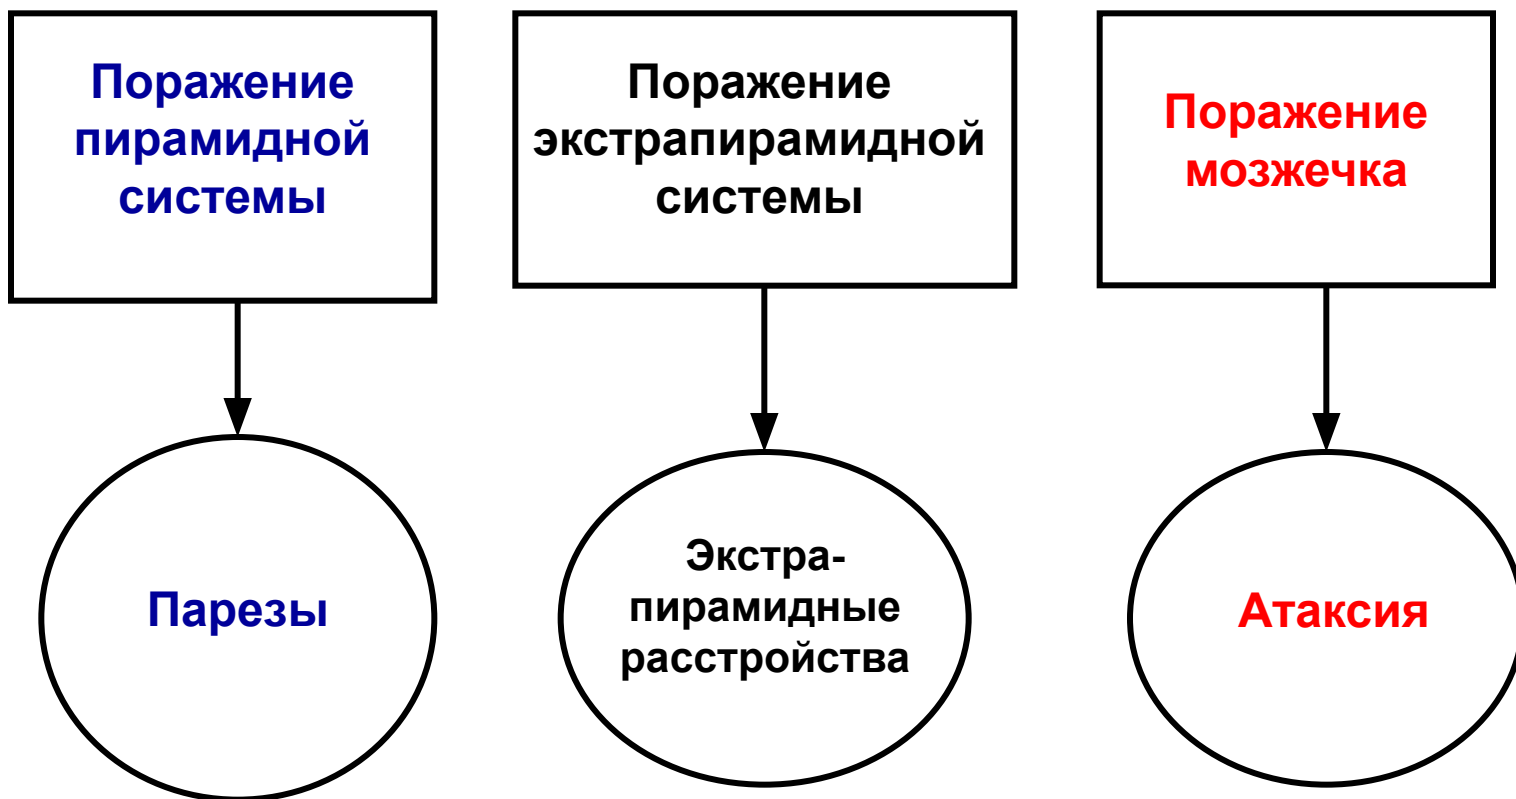 Поражение
пирамидной
системы
Поражение
экстрапирамидной
системы
Поражение
мозжечка
Парезы
Экстра-
пирамидные
расстройства
Атаксия